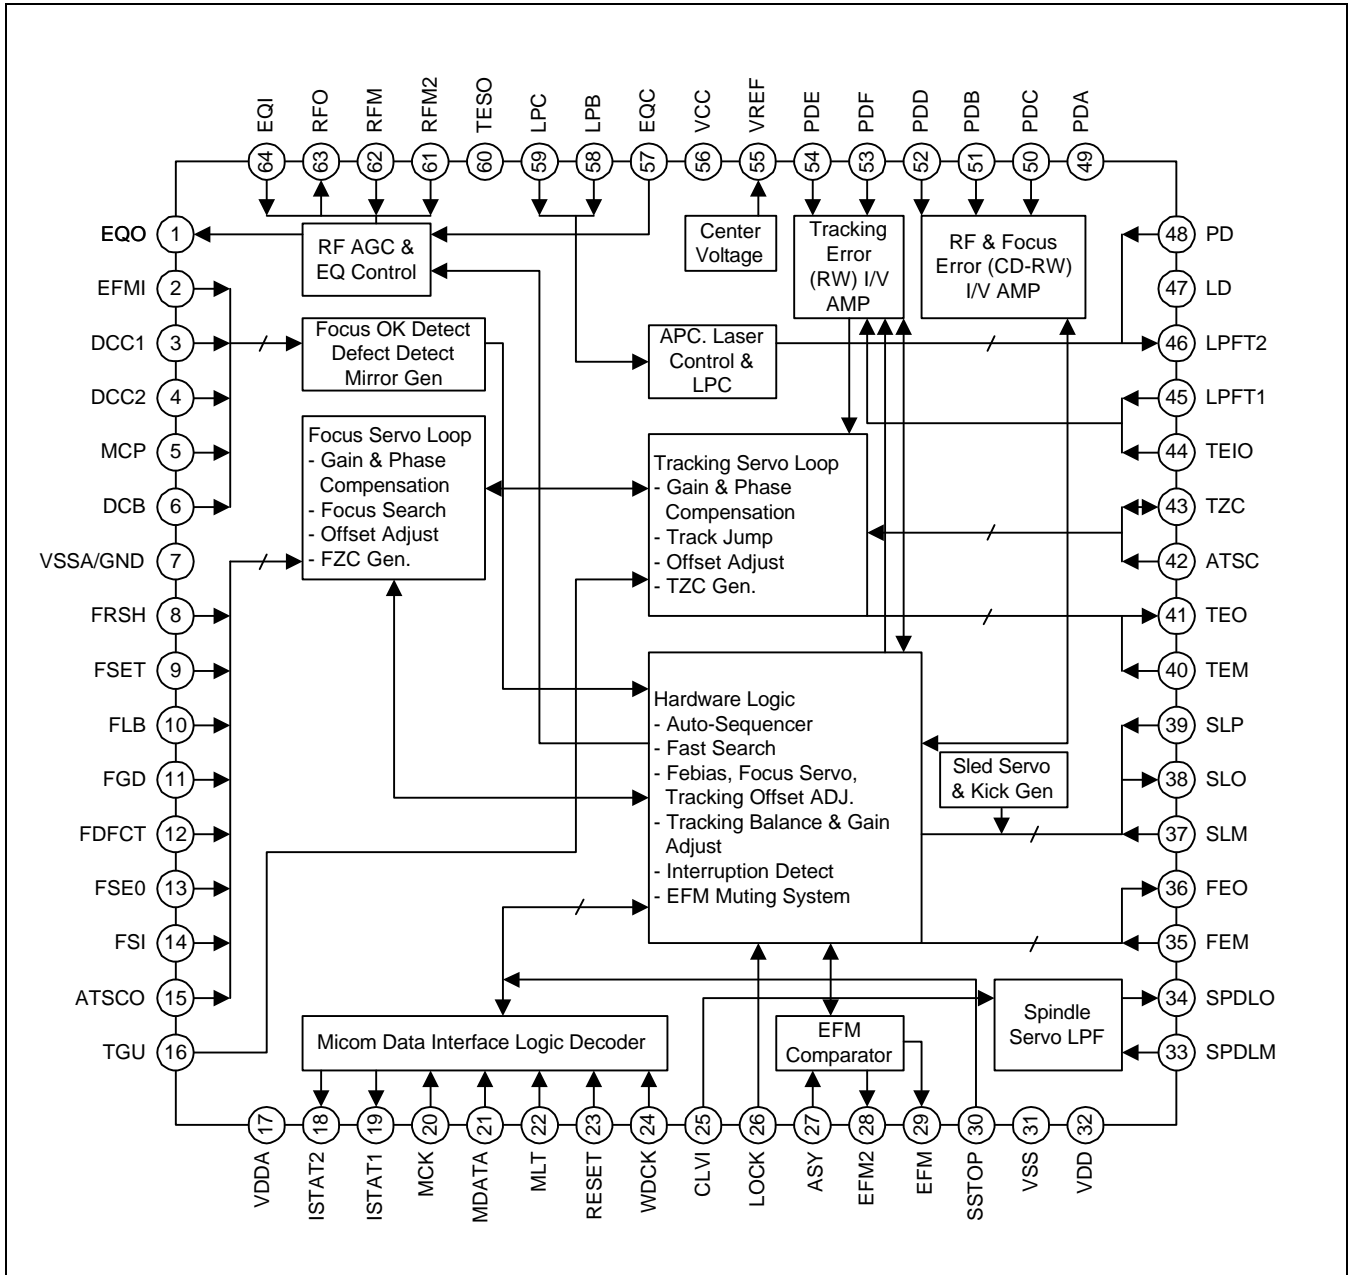 EQI
RFO
RFM
RFM2
TESO
LPC
LPB
EQC
VCC
VREF
PDE
PDF
PDD
PDB
PDC
PDA
64
63
62
61
60
59
58
57
56
55
54
53
52
51
50
49
EQO 1
EFMI 2
DCC1 3
DCC2 4
MCP 5
DCB 6
VSSA/GND 7
FRSH 8
FSET 9
FLB 10
FGD 11
FDFCT 12
FSE0 13
FSI 14
ATSCO 15
TGU 16
RF AGC &
EQ Control
Center
Voltage
Tracking
Error
(RW) I/V
AMP
RF & Focus
Error (CD-RW)
I/V AMP
Focus OK Detect
Defect Detect
Mirror Gen
APC. Laser
Control &
LPC
Focus Servo Loop
- Gain & Phase
Compensation
- Focus Search
- Offset Adjust
- FZC Gen.
Tracking Servo Loop
- Gain & Phase
Compensation
- Track Jump
- Offset Adjust
- TZC Gen.
Hardware Logic
- Auto-Sequencer
- Fast Search
- Febias, Focus Servo,
Tracking Offset ADJ.
- Tracking Balance & Gain
Adjust
- Interruption Detect
- EFM Muting System
Sled Servo
& Kick Gen
Micom Data Interface Logic Decoder
EFM
Comparator
Spindle
Servo LPF
48 PD
47 LD
46 LPFT2
45 LPFT1
44 TEIO
43 TZC
42 ATSC
41 TEO
40 TEM
39 SLP
38 SLO
37 SLM
36 FEO
35 FEM
34 SPDLO
33 SPDLM
17
18
19
20
21
22
23
24
25
26
27
28
29
30
31
32
VDDA
ISTAT2
ISTAT1
MCK
MDATA
MLT
RESET
WDCK
CLVI
LOCK
ASY
EFM2
EFM
SSTOP
VSS
VDD